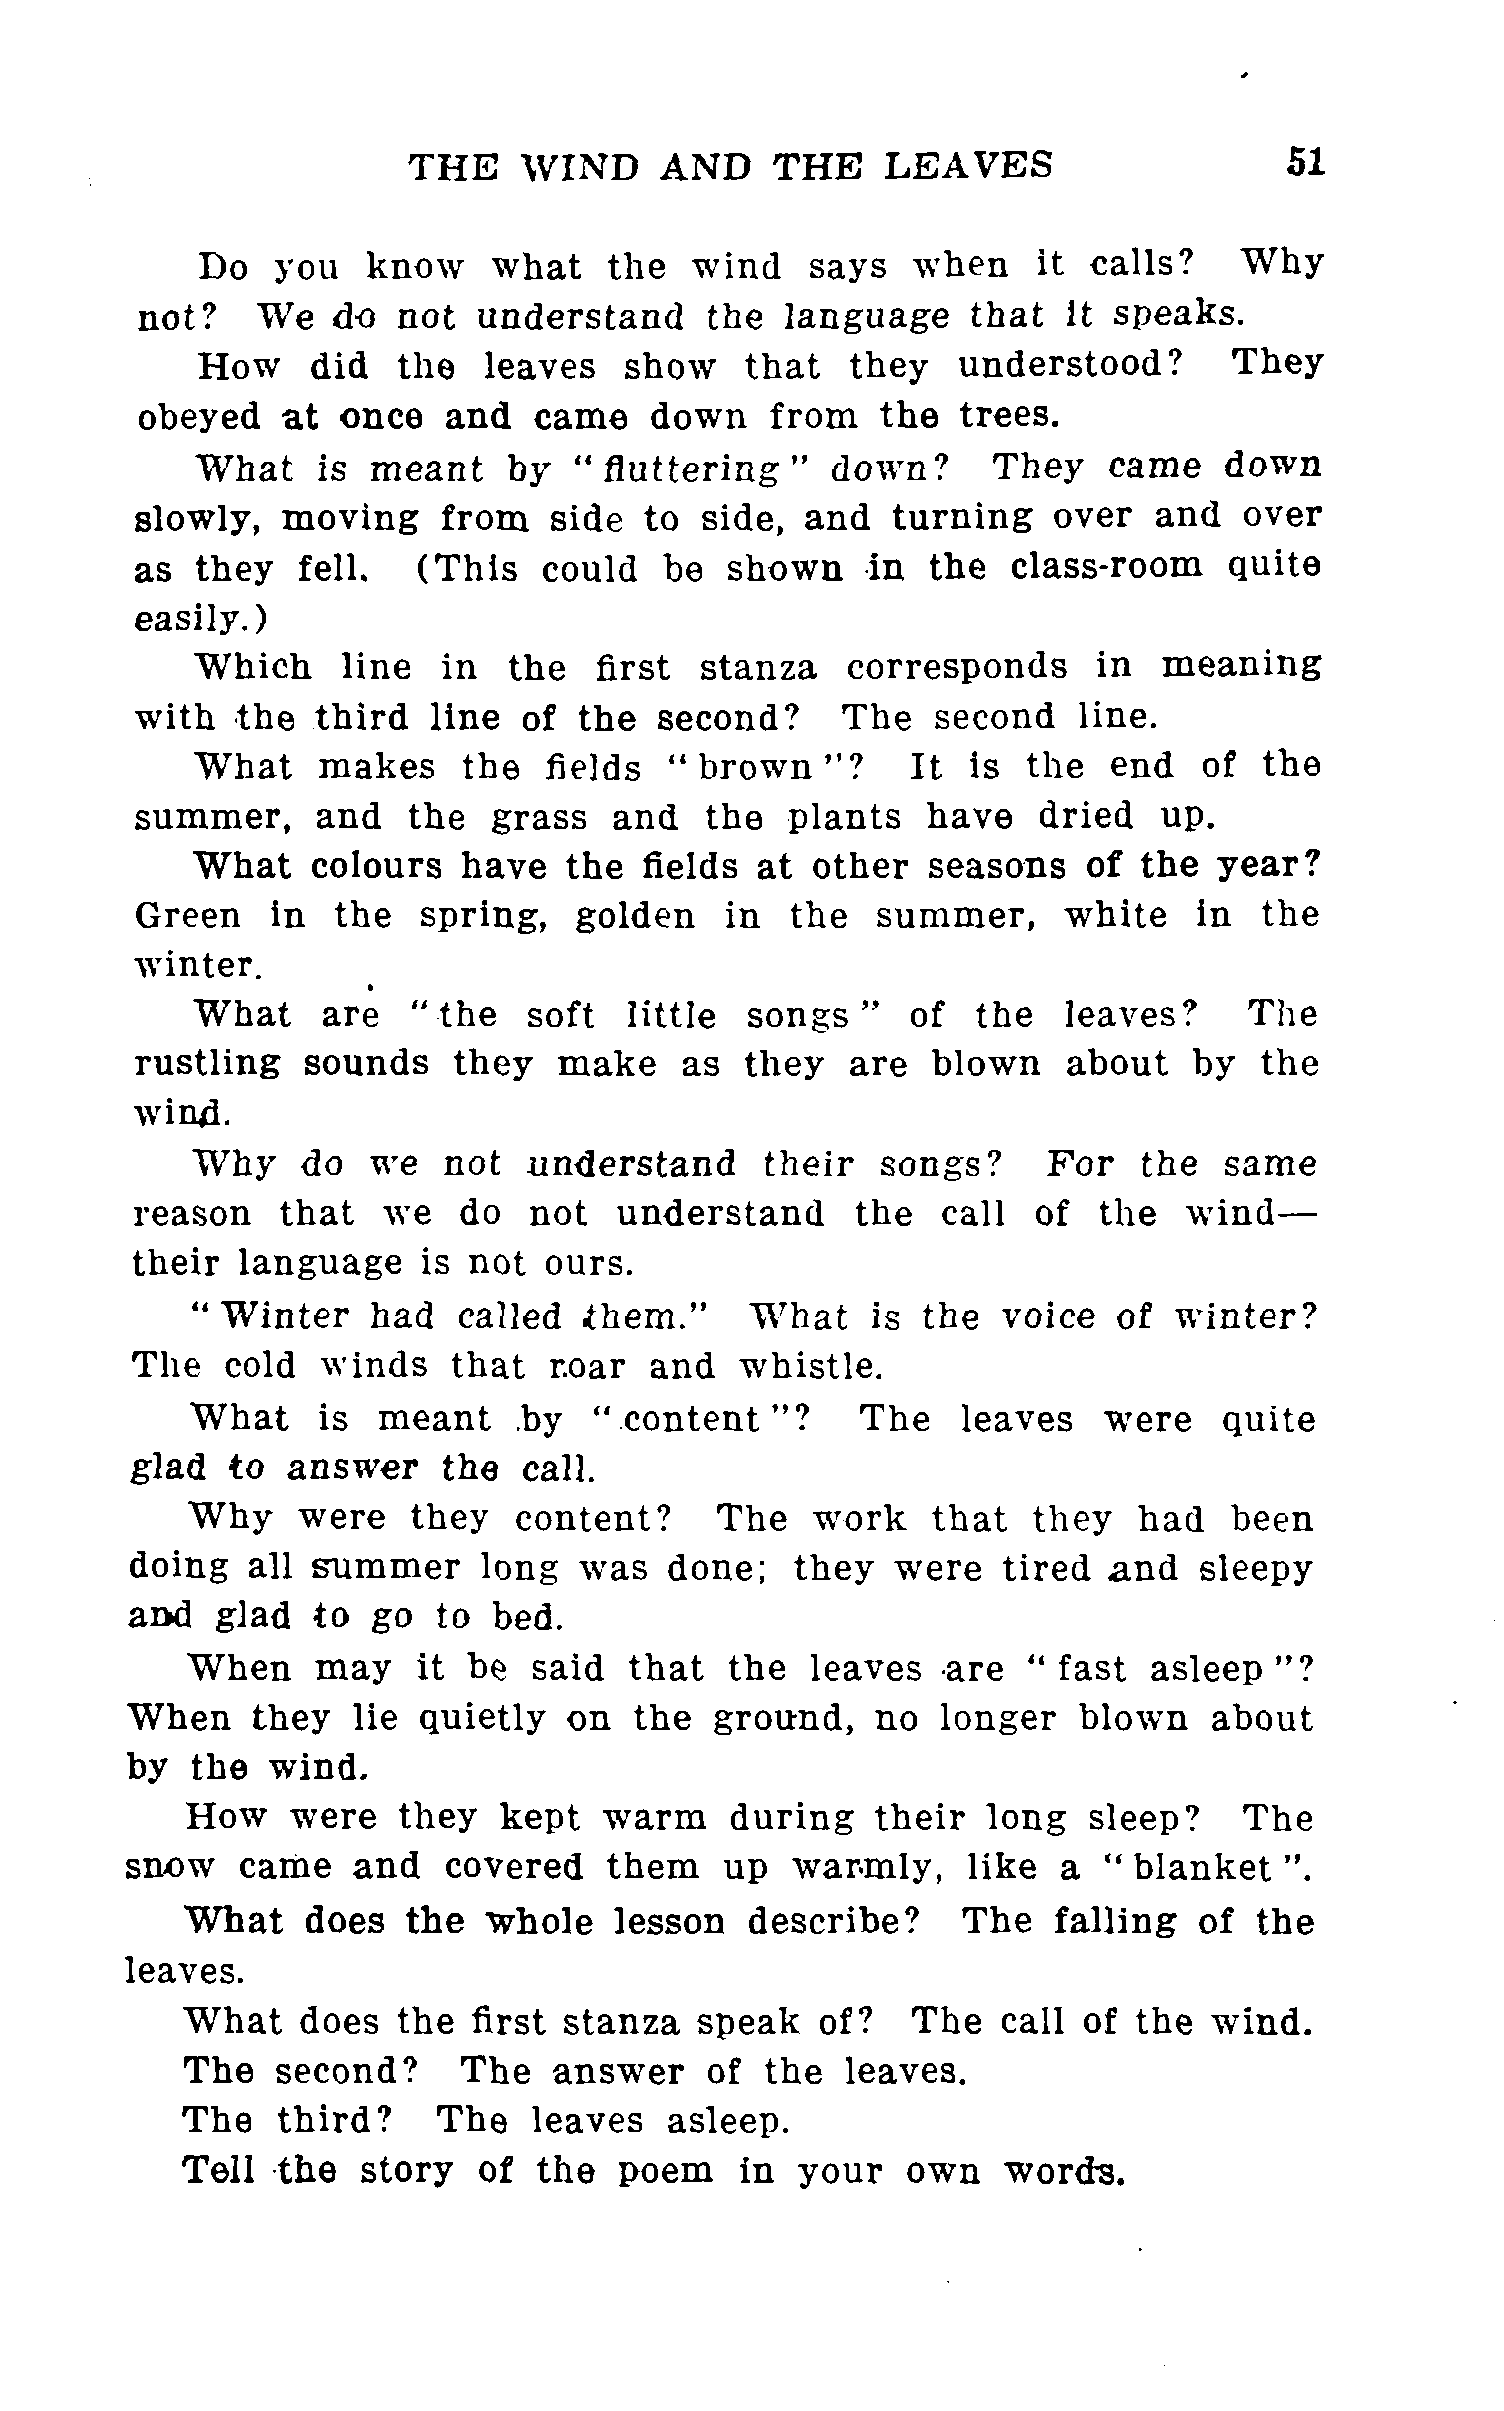 THE WIND AND THE LEAVES 51
Do you know what the wind says when it calls? Why
not? We do not understand the language that it speaks.
How did the leaves show that they understood? They
obeyed at once and came down from the trees.
What is meant by " fluttering " down? They came down
slowly, moving from side to side, and turning over and over
as they fell. (This could be shown in the class-room quite
easily.)
Which line in the first stanza corresponds in meaning
with the third line of the second? The second line.
What makes the fields " brown "? It is the end of the
summer, and the grass and the plants have dried up.
What colours have the fields at other seasons of the year?
Green in the spring, golden in the summer, white in the
winter.
What are " the soft little songs " of the leaves? The
rustling sounds they make as they are blown about by the
wind.
Why do we not understand their songs? For the same
reason that we do not understand the call of the wind—
their language is not ours.
" Winter had called them." What is the voice of winter?
The cold winds that roar and whistle.
What is meant by " content "? The leaves were quite
glad to answer the call.
Why were they content? The work that they had been
doing all summer long was done; they were tired and sleepy
and glad to go to bed.
When may it be said that the leaves are " fast asleep "?
When they lie quietly on the ground, no longer blown about
by the wind.
How were they kept warm during their long sleep? The
snow came and covered them up warmly, like a " blanket ".
What does the whole lesson describe? The falling of the
leaves.
What does the first stanza speak of? The call of the wind.
The second? The answer of the leaves.
The third? The leaves asleep.
Tell the story of the poem in your own words.